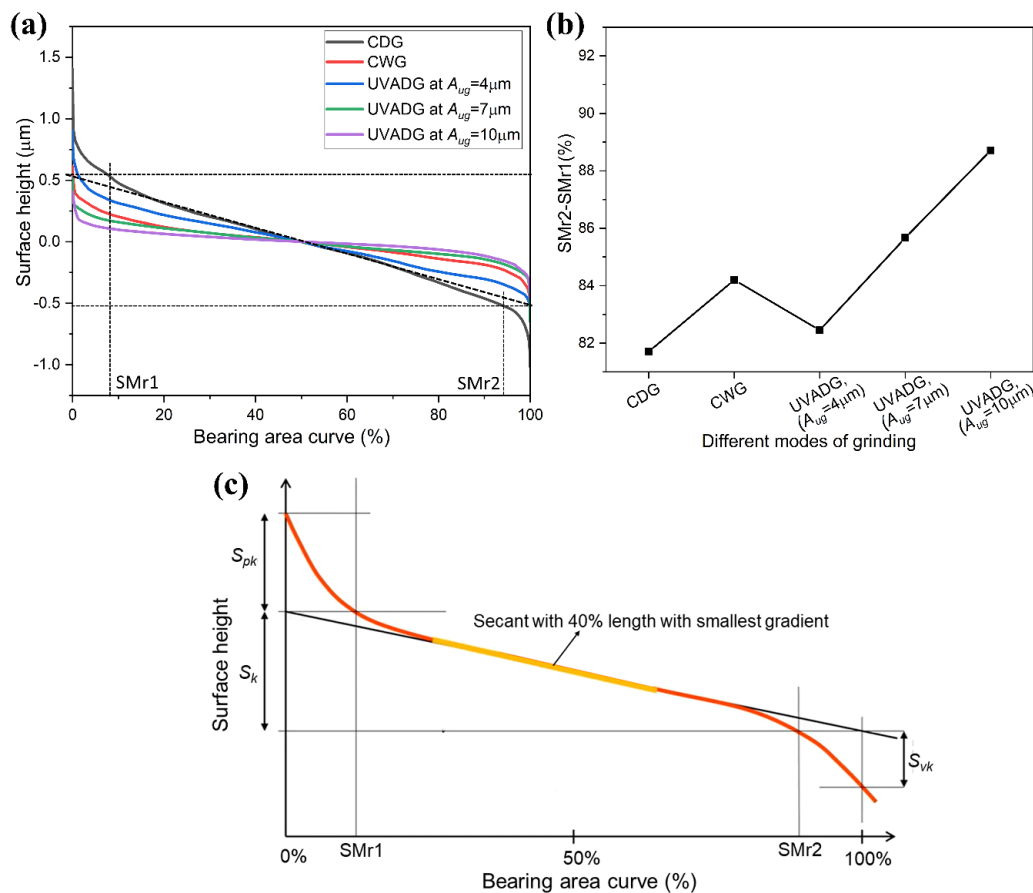 (a)
CDG
CWG
UVADG at Aug=4μm
UVADG at Aug=7μm
UVADG at Aug=10μm
1.5
1.0
0.5
0.0
-0.5
-1.0
Surface height (μm)
SMr1
SMr2
0
20
40
60
80
100
Bearing area curve (%)
(b)
92
90
88
86
84
82
SMr2-SMr1(%)
CDG
CWG
UVADG,
(Aug=4μm)
UVADG,
(Aug=7μm)
UVADG,
(Aug=10μm)
Different modes of grinding
(c)
Spk
Sk
Surface height
Secant with 40% length with smallest gradient
Svk
0%
SMr1
50%
SMr2
100%
Bearing area curve (%)